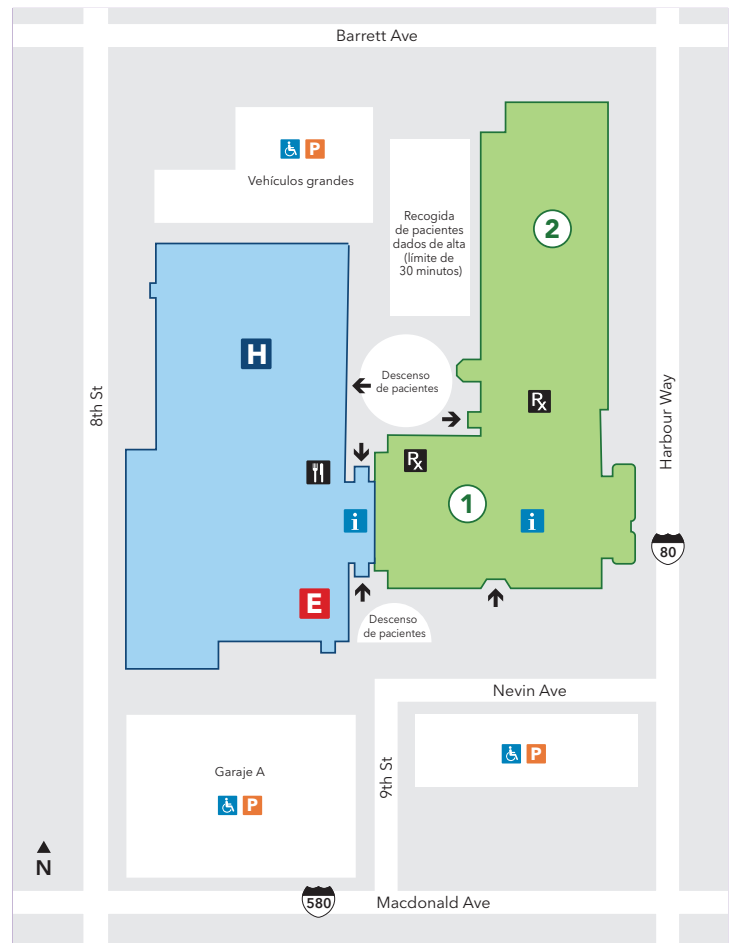 Barrett Ave
P
Vehículos grandes
Recogida
de pacientes
dados de alta
(límite de
30 minutos)
2
H
Descenso
de pacientes
8th St
Harbour Way
Rx
Rx
1
i
i
80
E
Descenso
de pacientes
Nevin Ave
P
9th St
Garaje A
P
N
580
Macdonald Ave